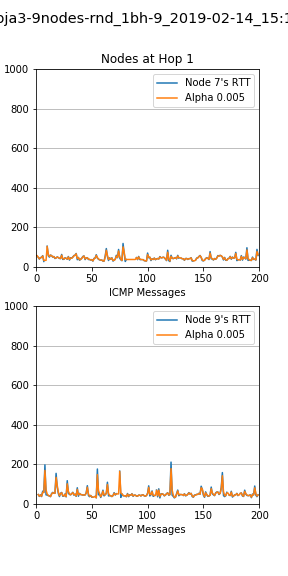 oja3-9nodes-rnd_1bh-9_2019-02-14_15:1
Nodes at Hop 1
1000
800
600
400
200
0
Node 7's RTT
Alpha 0.005
0 50 100 150 200
ICMP Messages
1000
800
600
400
200
0
Node 9's RTT
Alpha 0.005
0 50 100 150 200
ICMP Messages